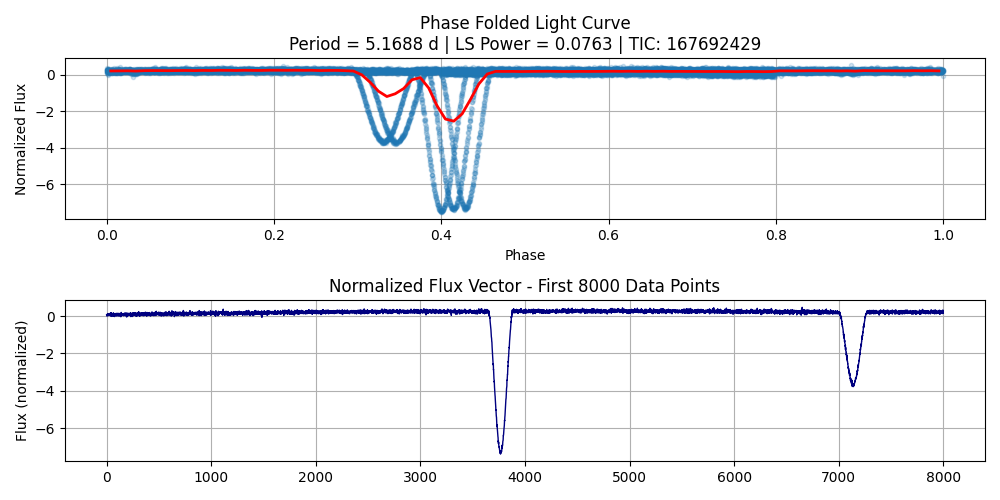 Phase Folded Light Curve
Period = 5.1688 d | LS Power = 0.0763 | TIC: 167692429
Normalized Flux
0
−2
−4
−6
0.0 0.2 0.4 0.6 0.8 1.0
Phase
Normalized Flux Vector - First 8000 Data Points
Flux (normalized)
0
−2
−4
−6
0 1000 2000 3000 4000 5000 6000 7000 8000